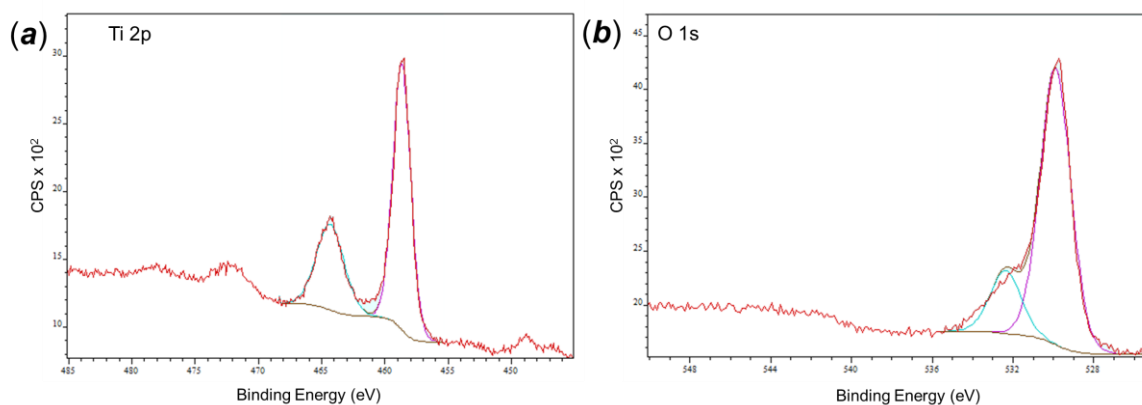 (a) Ti 2p
CPS x 10²
30
25
20
15
10
485 480 475 470 465 460 455 450
Binding Energy (eV)
(b) O 1s
CPS x 10²
45
40
35
30
25
20
548 544 540 536 532 528
Binding Energy (eV)